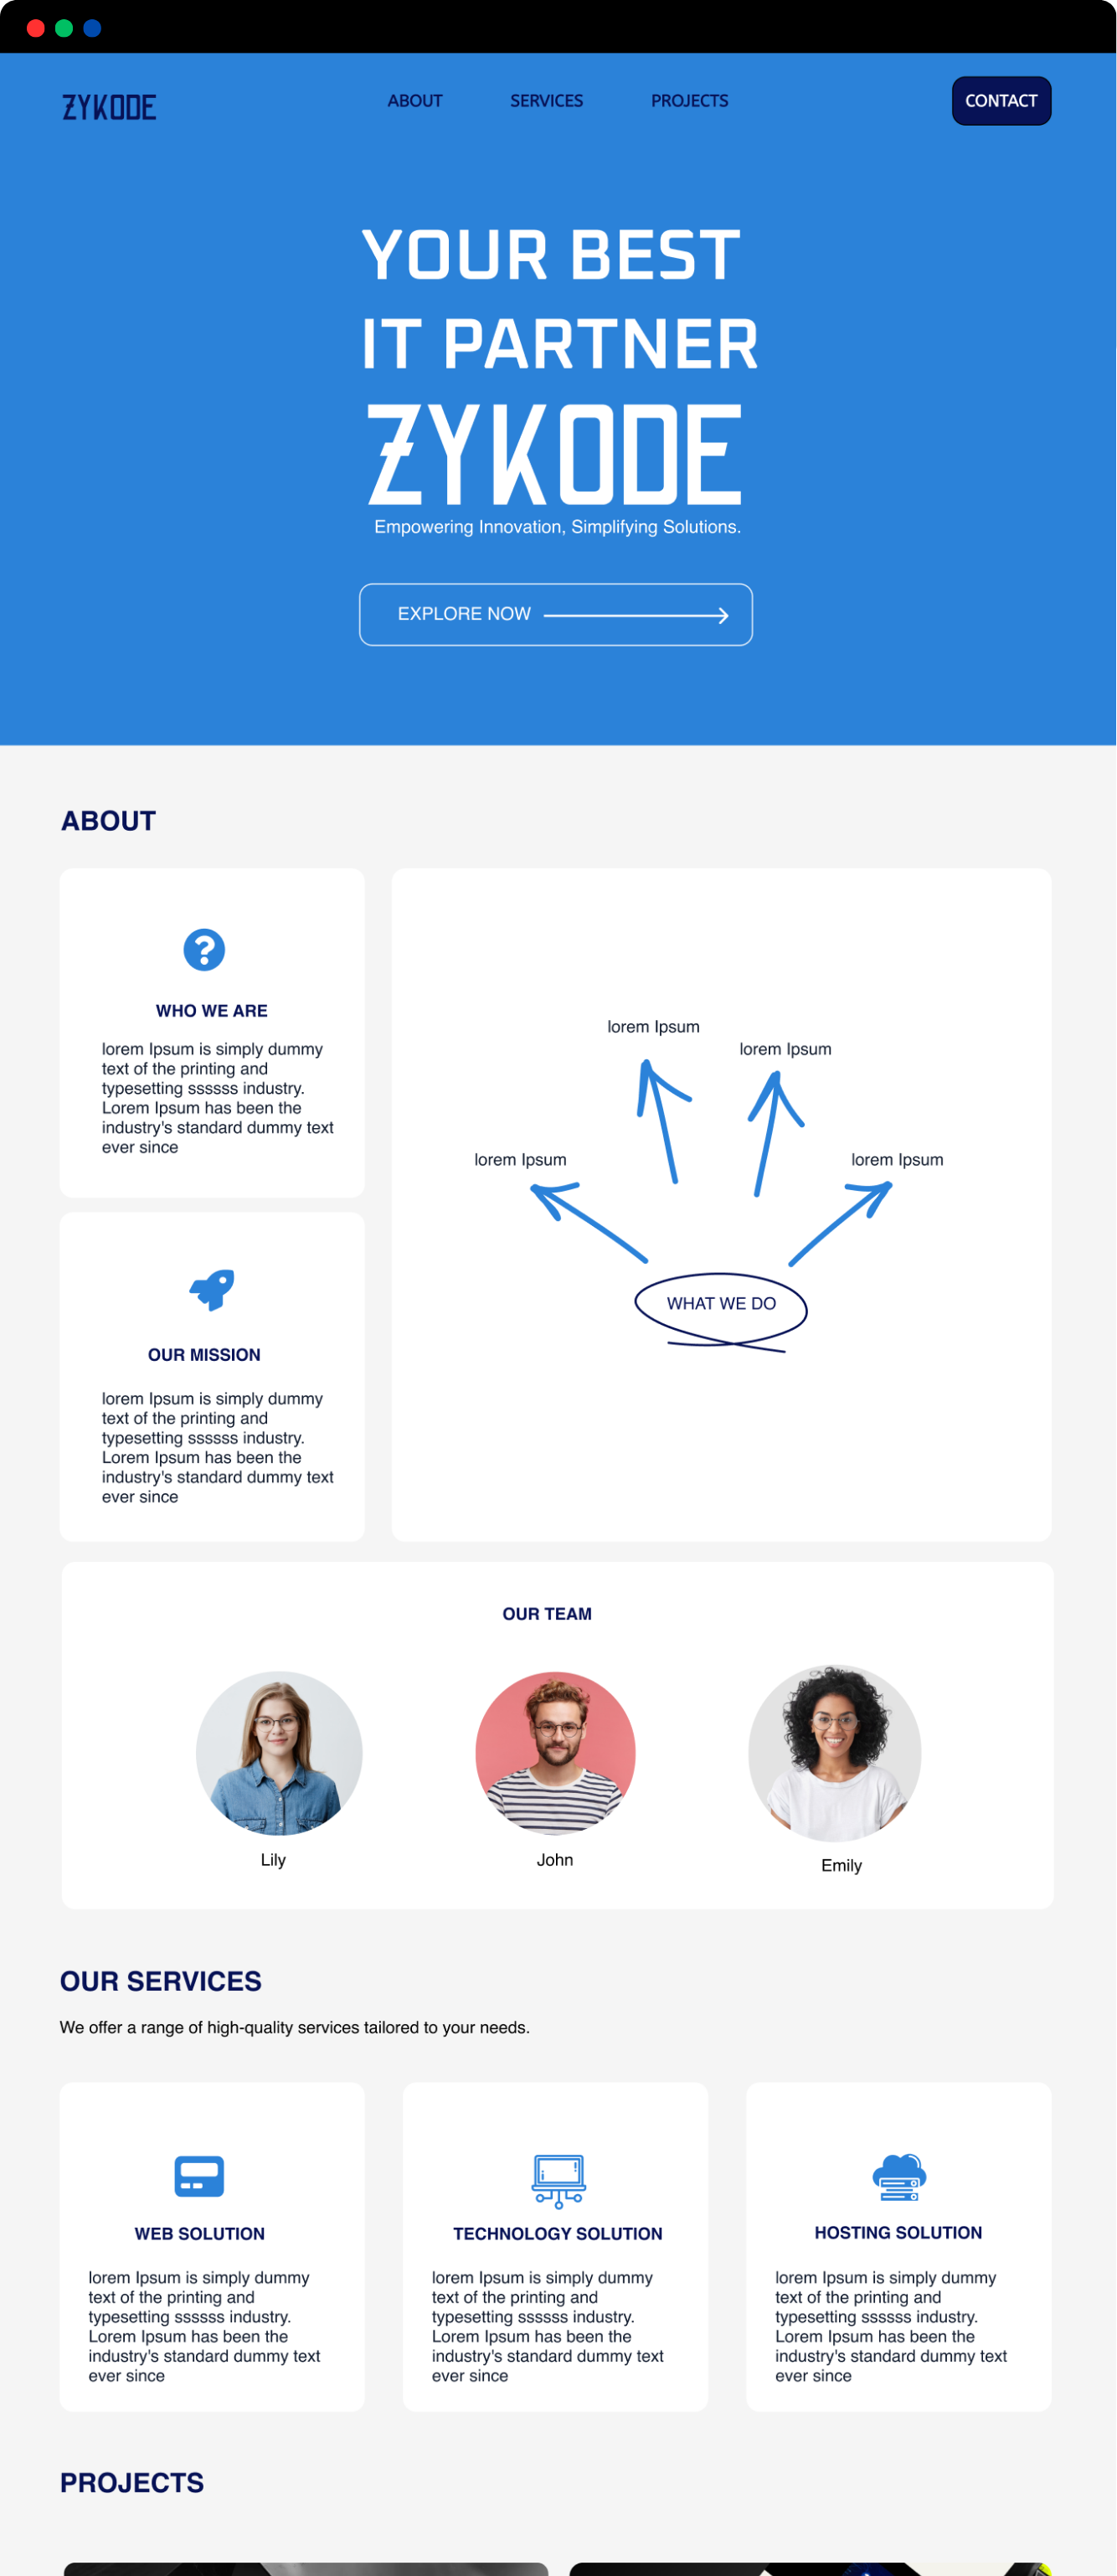 ZYKODE
ABOUT
SERVICES
PROJECTS
CONTACT
YOUR BEST
IT PARTNER
ZYKODE
Empowering Innovation, Simplifying Solutions.
EXPLORE NOW
ABOUT
WHO WE ARE
lorem Ipsum is simply dummy
text of the printing and
typesetting ssssss industry.
Lorem Ipsum has been the
industry's standard dummy text
ever since
OUR MISSION
lorem Ipsum is simply dummy
text of the printing and
typesetting ssssss industry.
Lorem Ipsum has been the
industry's standard dummy text
ever since
lorem Ipsum
lorem Ipsum
lorem Ipsum
lorem Ipsum
WHAT WE DO
OUR TEAM
Lily
John
Emily
OUR SERVICES
We offer a range of high-quality services tailored to your needs.
WEB SOLUTION
lorem Ipsum is simply dummy
text of the printing and
typesetting ssssss industry.
Lorem Ipsum has been the
industry's standard dummy text
ever since
TECHNOLOGY SOLUTION
lorem Ipsum is simply dummy
text of the printing and
typesetting ssssss industry.
Lorem Ipsum has been the
industry's standard dummy text
ever since
HOSTING SOLUTION
lorem Ipsum is simply dummy
text of the printing and
typesetting ssssss industry.
Lorem Ipsum has been the
industry's standard dummy text
ever since
PROJECTS